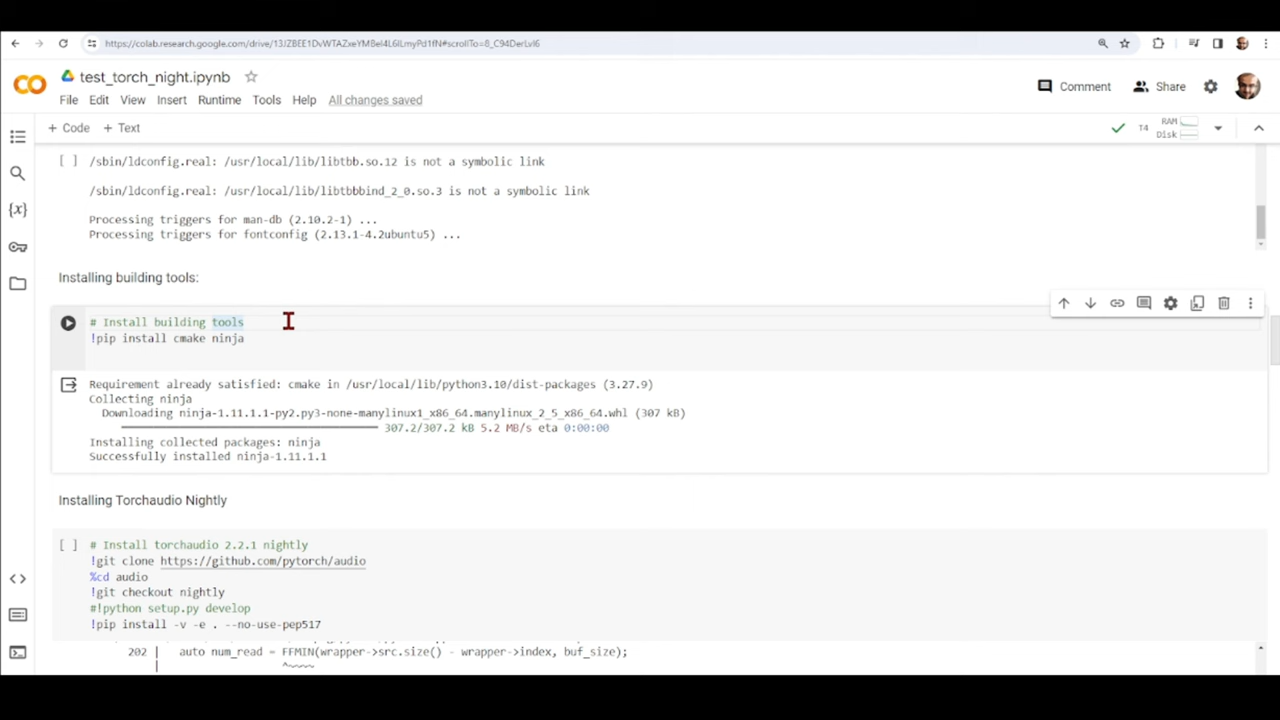 https://colab.research.google.com/drive/13JZBEE1DvWTAZxeYMBel4L6ILmyPd1fN#scrollTo=8_C94DerLvI6
test_torch_night.ipynb
File Edit View Insert Runtime Tools Help All changes saved
Comment
Share
+ Code + Text
T4
RAM
Disk
{x}
[ ] /sbin/ldconfig.real: /usr/local/lib/libtbb.so.12 is not a symbolic link
/sbin/ldconfig.real: /usr/local/lib/libtbbbind_2_0.so.3 is not a symbolic link
Processing triggers for man-db (2.10.2-1) ...
Processing triggers for fontconfig (2.13.1-4.2ubuntu5) ...
Installing building tools:
# Install building tools
!pip install cmake ninja
Requirement already satisfied: cmake in /usr/local/lib/python3.10/dist-packages (3.27.9)
Collecting ninja
Downloading ninja-1.11.1.1-py2.py3-none-manylinux1_x86_64.manylinux_2_5_x86_64.whl (307 kB)
307.2/307.2 kB 5.2 MB/s eta 0:00:00
Installing collected packages: ninja
Successfully installed ninja-1.11.1.1
Installing Torchaudio Nightly
[ ] # Install torchaudio 2.2.1 nightly
!git clone https://github.com/pytorch/audio
%cd audio
!git checkout nightly
#!python setup.py develop
!pip install -v -e . --no-use-pep517
202 | auto num_read = FFMIN(wrapper->src.size() - wrapper->index, buf_size);
| ^~~~~